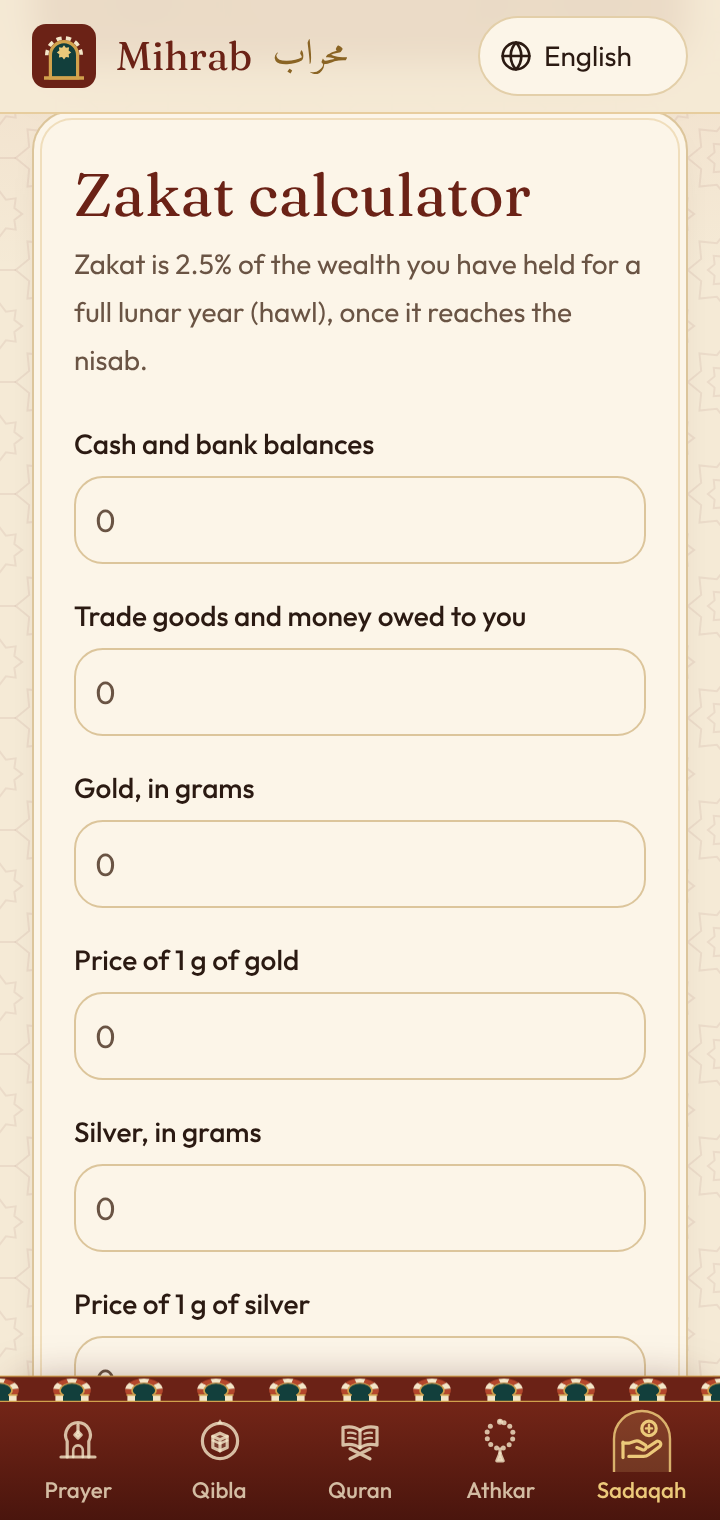 Mihrab محراب
English
Zakat calculator
Zakat is 2.5% of the wealth you have held for a
full lunar year (hawl), once it reaches the
nisab.
Cash and bank balances
0
Trade goods and money owed to you
0
Gold, in grams
0
Price of 1 g of gold
0
Silver, in grams
0
Price of 1 g of silver
0
Prayer
Qibla
Quran
Athkar
Sadaqah